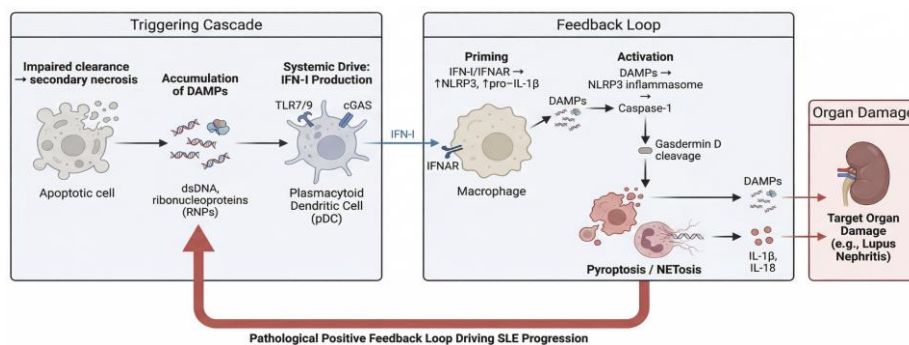 Triggering Cascade
Impaired clearance
→ secondary necrosis
Apoptotic cell
Accumulation
of DAMPs
dsDNA,
ribonucleoproteins
(RNPs)
Systemic Drive:
IFN-I Production
TLR7/9
cGAS
Plasmacytoid
Dendritic Cell
(pDC)
IFN-I
Feedback Loop
Priming
IFN-I/IFNAR →
↑NLRP3, ↑pro–IL-1β
IFNAR
Macrophage
DAMPs
Activation
DAMPs →
NLRP3 inflammasome
→
Caspase-1
Gasdermin D
cleavage
Pyroptosis / NETosis
DAMPs
IL-1β,
IL-18
Organ Damage
Target Organ
Damage
(e.g., Lupus
Nephritis)
Pathological Positive Feedback Loop Driving SLE Progression